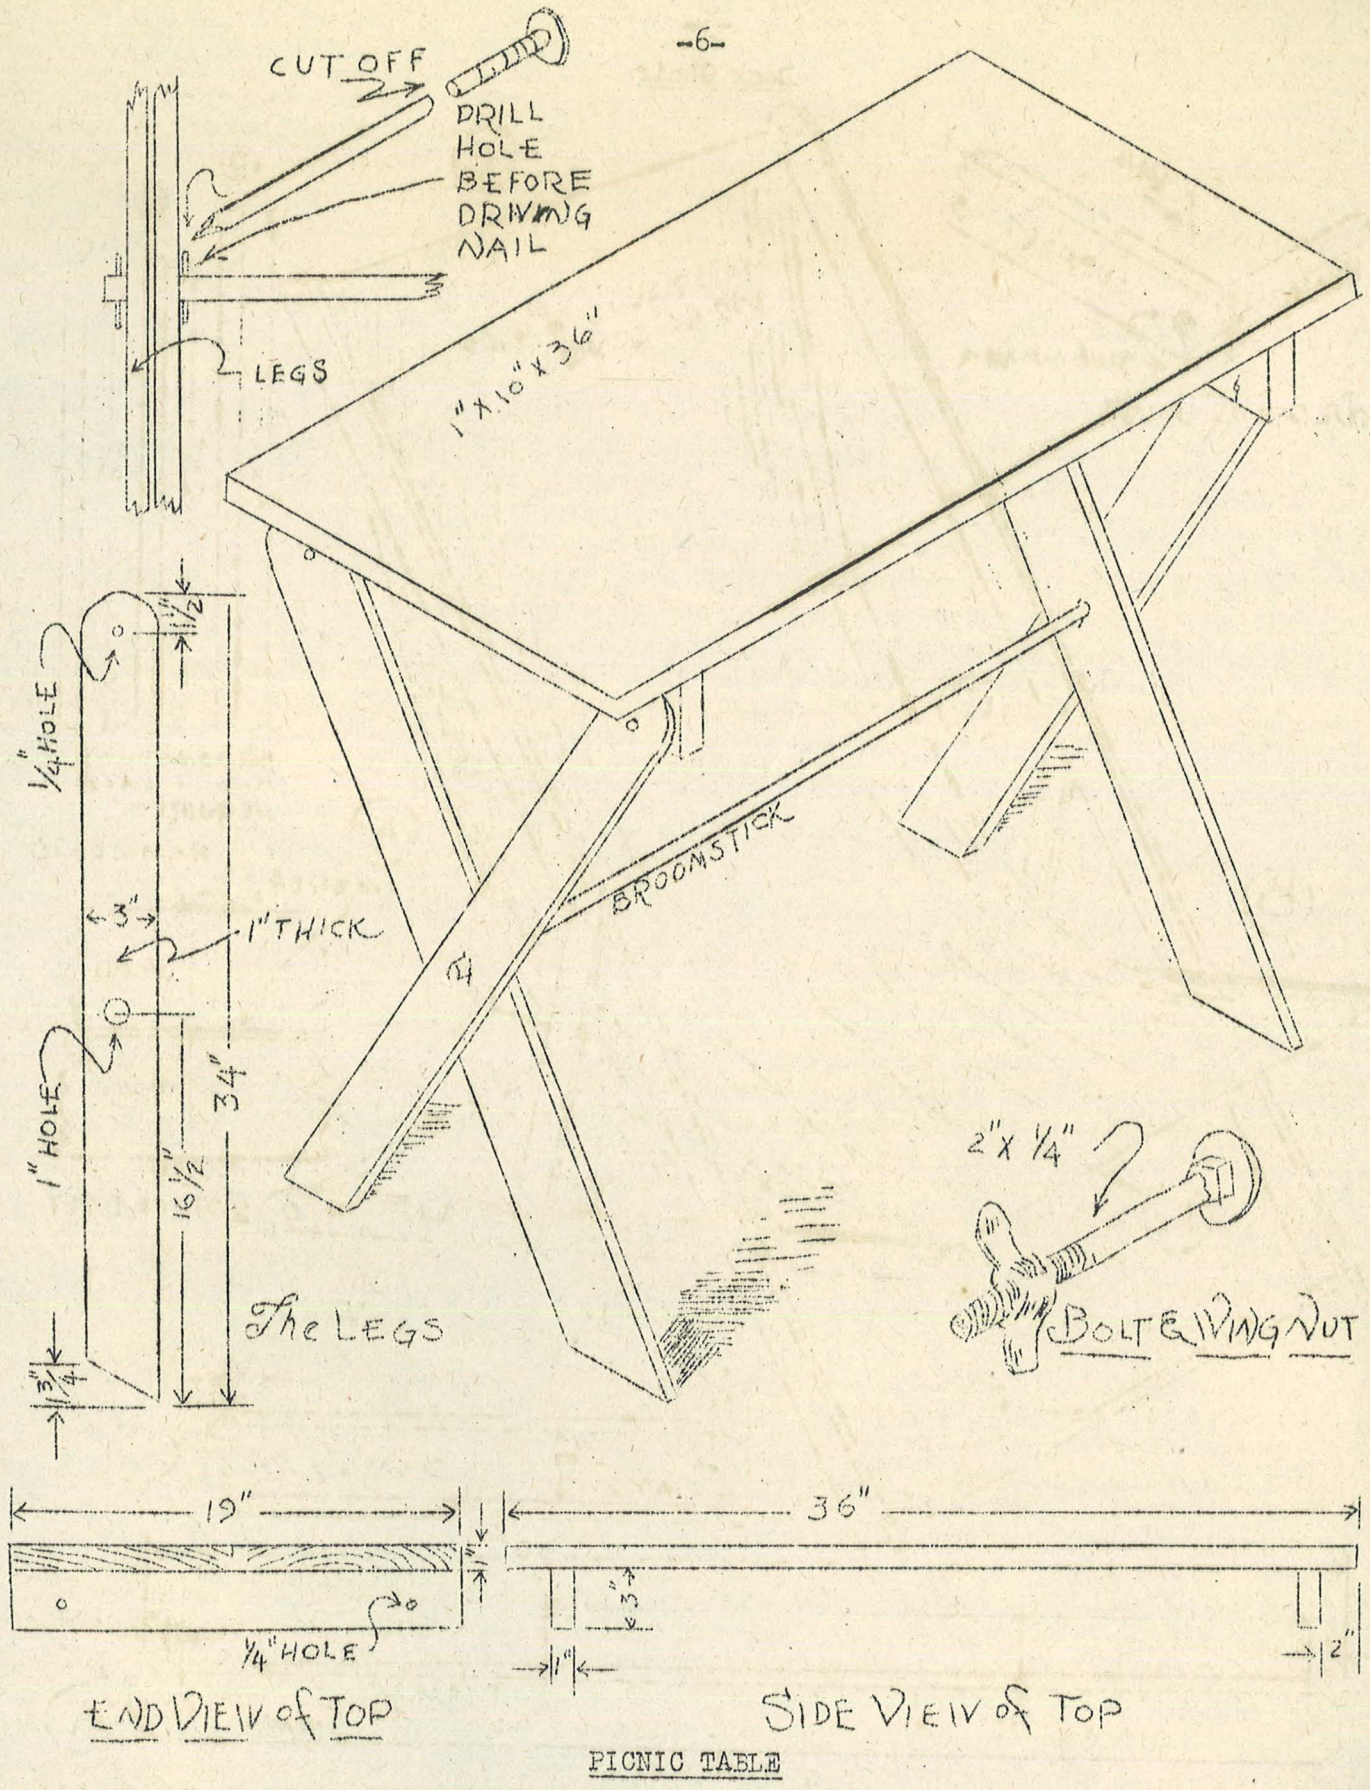 -6-
CUT OFF
DRILL
HOLE
BEFORE
DRIVING
NAIL
LEGS
1" X 10" X 36"
1 1/2"
1/4" HOLE
3"
1" THICK
1" HOLE
34"
16 1/2"
1 3/4"
The LEGS
BROOMSTICK
2" X 1/4"
BOLT & WING NUT
19"
1"
36"
3"
1/4" HOLE
1"
2"
END VIEW of TOP
SIDE VIEW of TOP
PICNIC TABLE